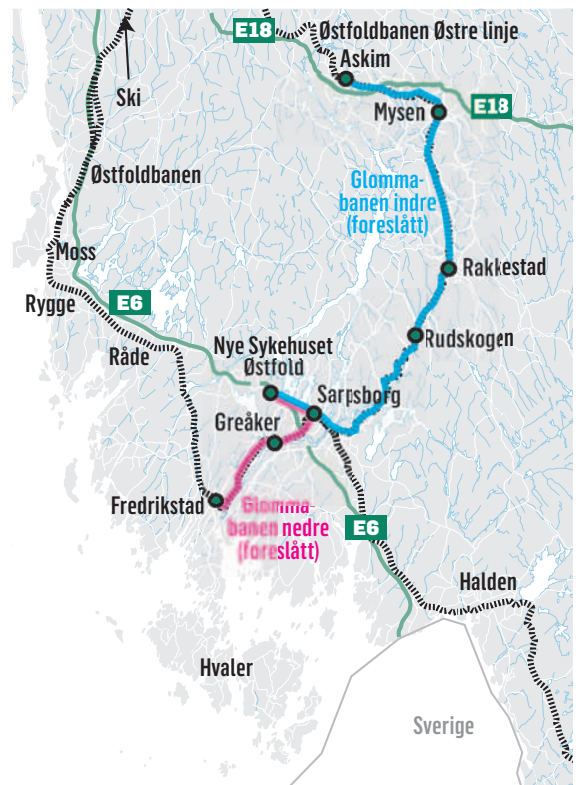 E18
Østfoldbanen Østre linje
Askim
Ski
Mysen
E18
Østfoldbanen
Glomma-
banen indre
(foreslått)
Moss
Rakkestad
Rygge
E6
Råde
Rudskogen
Nye Sykehuset
Østfold
Sarpsborg
Greåker
Fredrikstad
Glomma-
banen nedre
(foreslått)
E6
Halden
Hvaler
Sverige